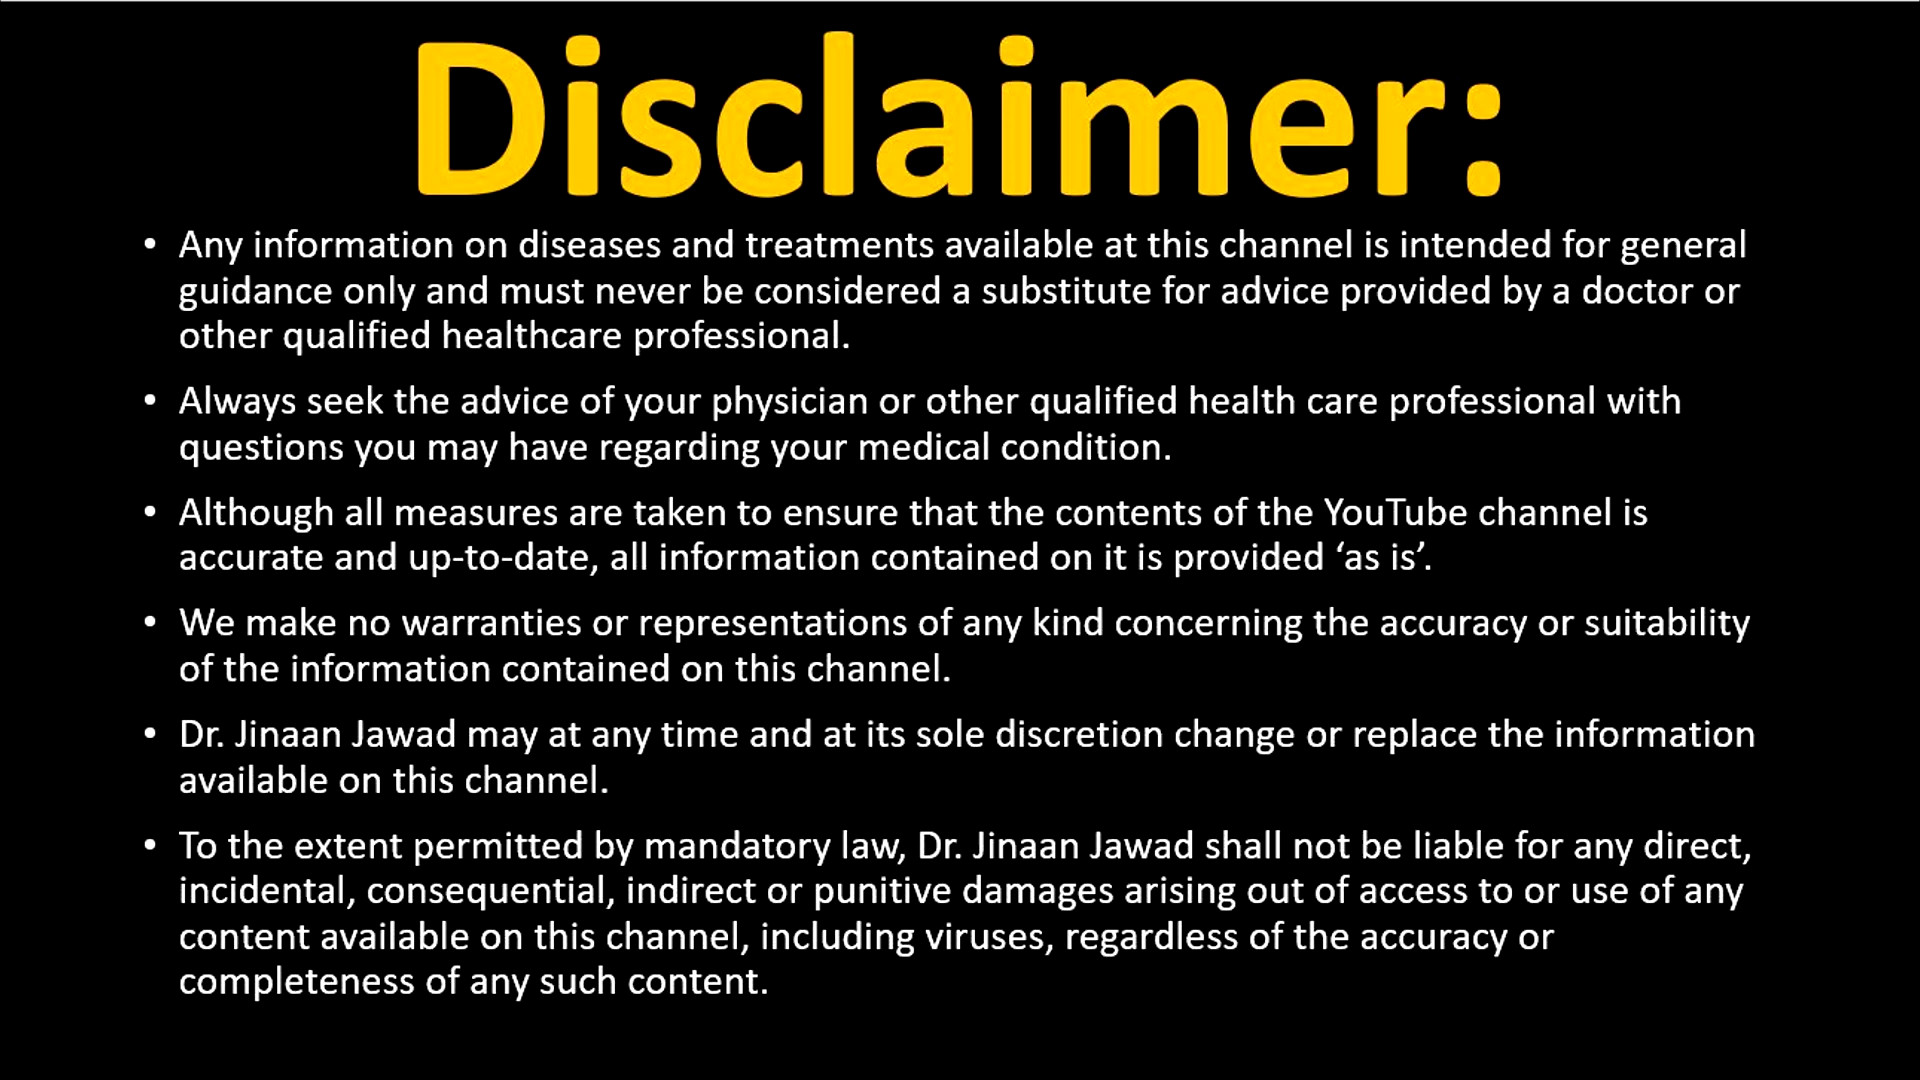 Disclaimer:
• Any information on diseases and treatments available at this channel is intended for general
guidance only and must never be considered a substitute for advice provided by a doctor or
other qualified healthcare professional.
• Always seek the advice of your physician or other qualified health care professional with
questions you may have regarding your medical condition.
• Although all measures are taken to ensure that the contents of the YouTube channel is
accurate and up-to-date, all information contained on it is provided ‘as is’.
• We make no warranties or representations of any kind concerning the accuracy or suitability
of the information contained on this channel.
• Dr. Jinaan Jawad may at any time and at its sole discretion change or replace the information
available on this channel.
• To the extent permitted by mandatory law, Dr. Jinaan Jawad shall not be liable for any direct,
incidental, consequential, indirect or punitive damages arising out of access to or use of any
content available on this channel, including viruses, regardless of the accuracy or
completeness of any such content.